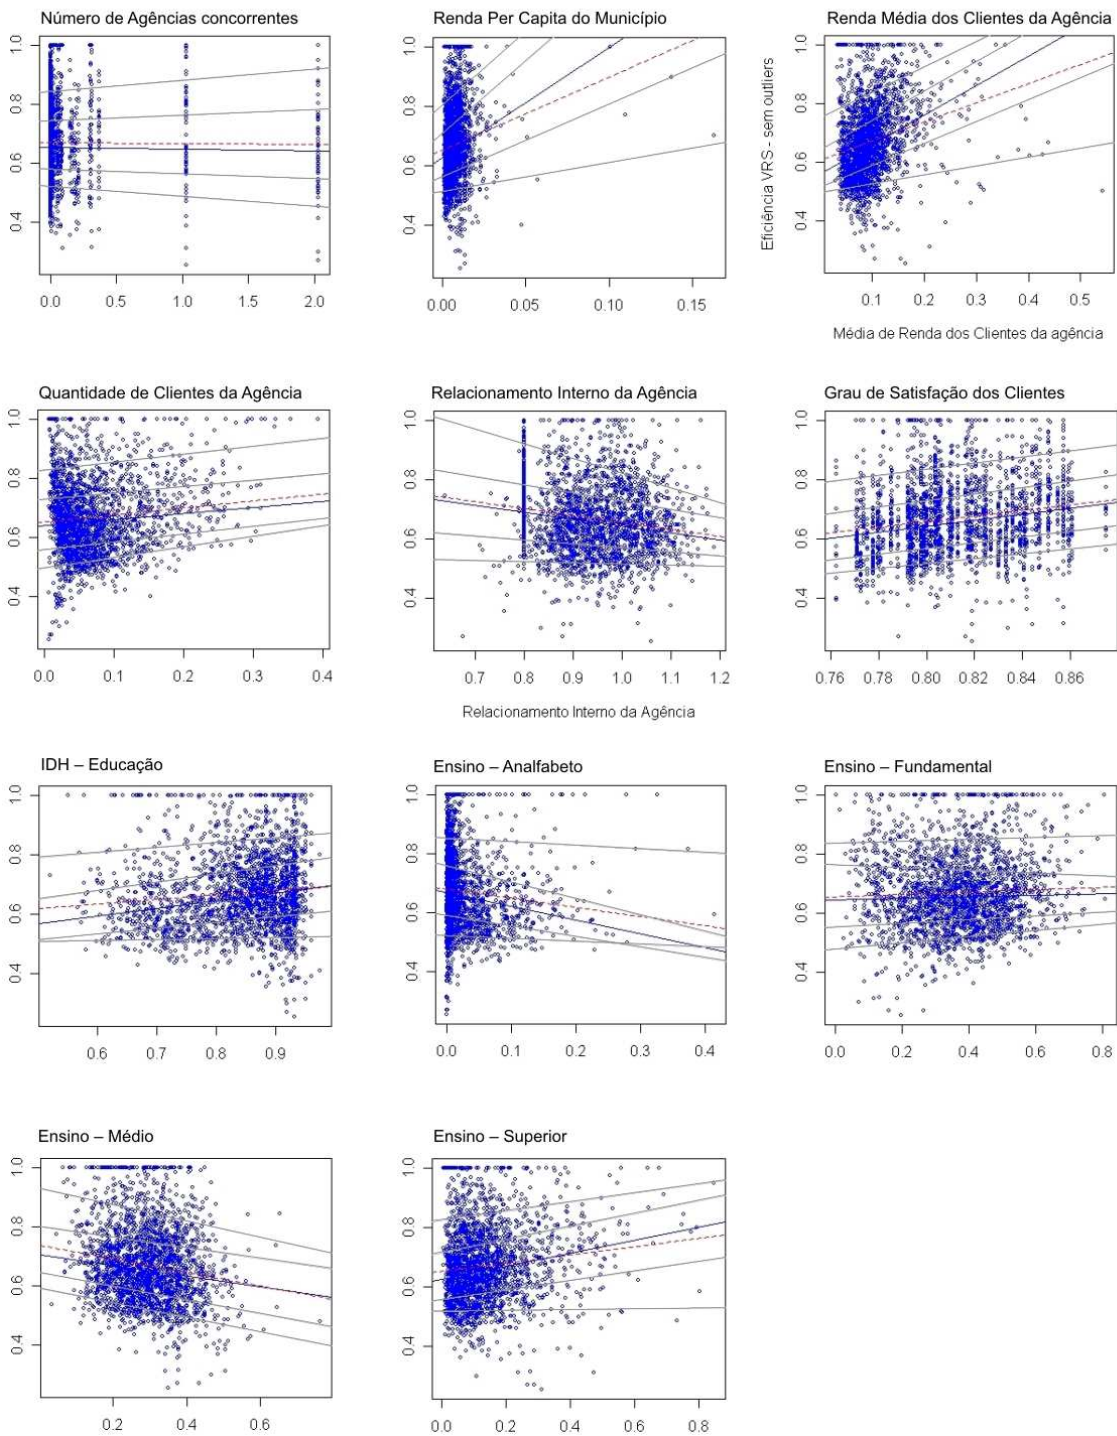 Número de Agências concorrentes
1.0
0.8
0.6
0.4
0.0 0.5 1.0 1.5 2.0
Renda Per Capita do Município
1.0
0.8
0.6
0.4
0.00 0.05 0.10 0.15
Renda Média dos Clientes da Agência
Eficiência VRS - sem outliers
1.0
0.8
0.6
0.4
0.1 0.2 0.3 0.4 0.5
Média de Renda dos Clientes da agência
Quantidade de Clientes da Agência
1.0
0.8
0.6
0.4
0.0 0.1 0.2 0.3 0.4
Relacionamento Interno da Agência
1.0
0.8
0.6
0.4
0.7 0.8 0.9 1.0 1.1 1.2
Relacionamento Interno da Agência
Grau de Satisfação dos Clientes
1.0
0.8
0.6
0.4
0.76 0.78 0.80 0.82 0.84 0.86
IDH – Educação
1.0
0.8
0.6
0.4
0.6 0.7 0.8 0.9
Ensino – Analfabeto
1.0
0.8
0.6
0.4
0.0 0.1 0.2 0.3 0.4
Ensino – Fundamental
1.0
0.8
0.6
0.4
0.0 0.2 0.4 0.6 0.8
Ensino – Médio
1.0
0.8
0.6
0.4
0.2 0.4 0.6
Ensino – Superior
1.0
0.8
0.6
0.4
0.0 0.2 0.4 0.6 0.8